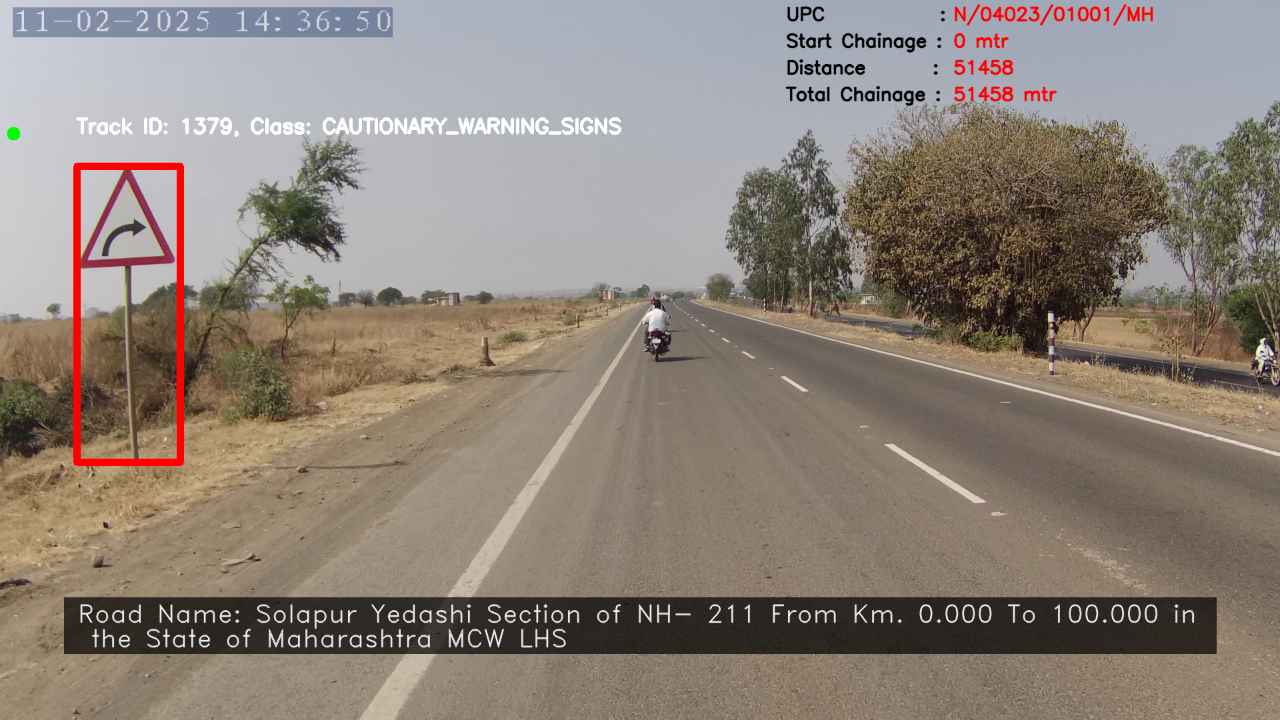 11-02-2025 14:36:50
UPC : N/04023/01001/MH
Start Chainage : 0 mtr
Distance : 51458
Total Chainage : 51458 mtr
Track ID: 1379, Class: CAUTIONARY_WARNING_SIGNS
Road Name: Solapur Yedashi Section of NH- 211 From Km. 0.000 To 100.000 in
the State of Maharashtra MCW LHS